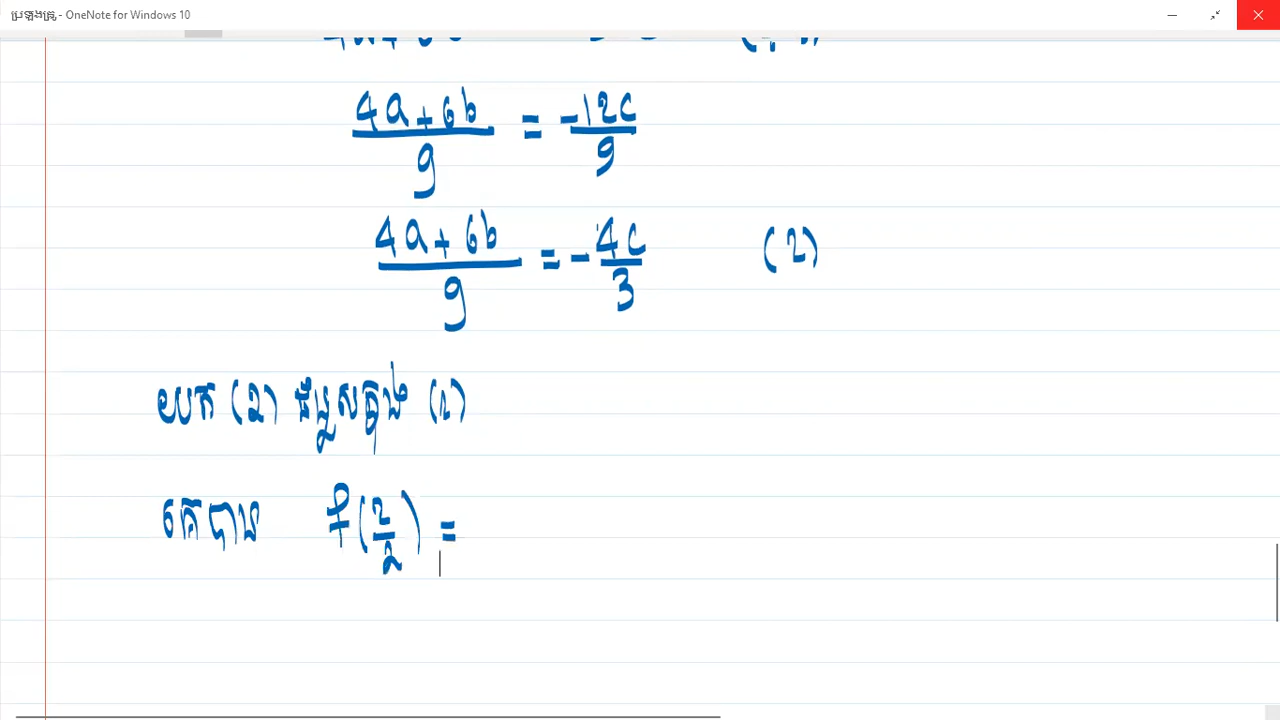 ប្រឡងគ្រូ - OneNote for Windows 10
4a+6b / 9 = -12c / 9
4a+6b / 9 = - 4c / 3 (2)
យក (2) ជំនួសក្នុង (1)
គេបាន f(2/3) =